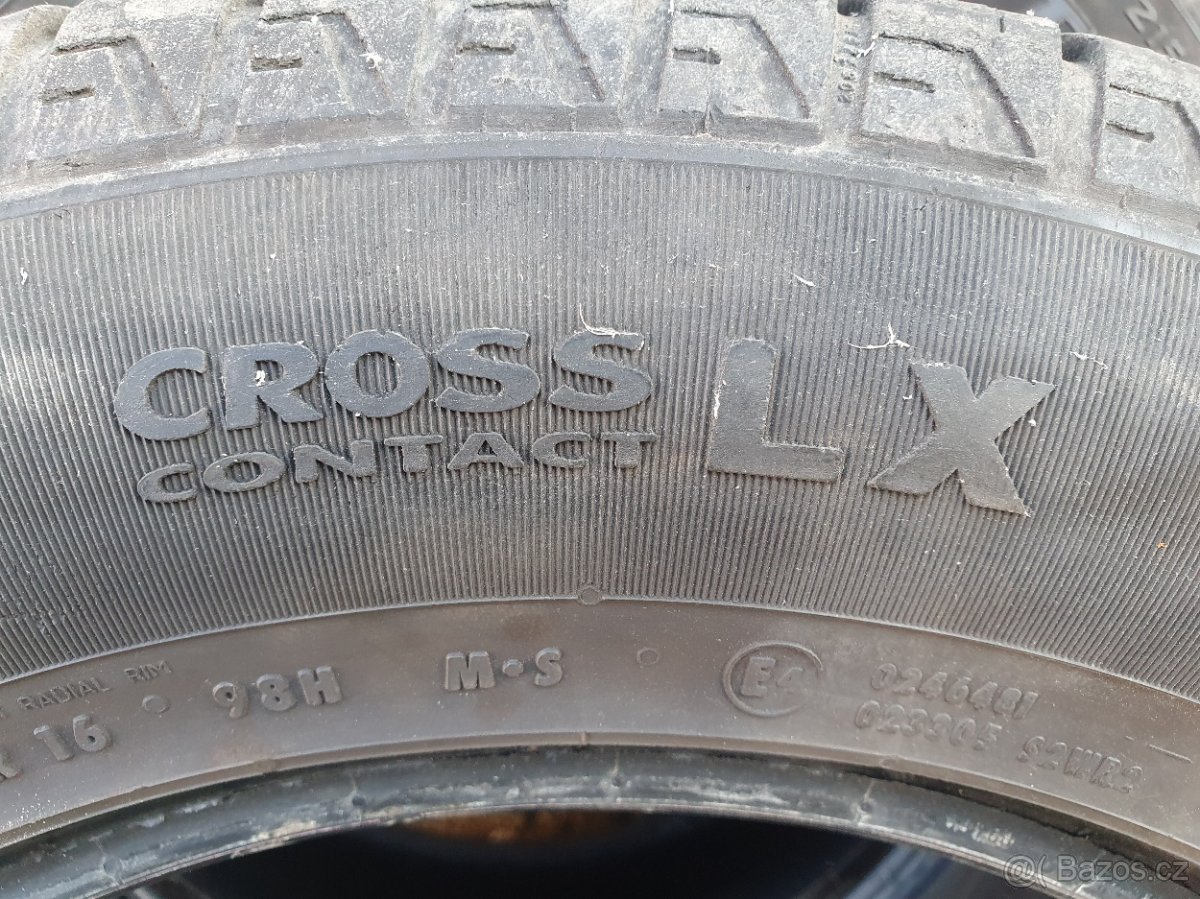 CROSS
CONTACT LX
RADIAL RIM
R 16 98H M·S E4 0246481
023305 S2WR2
© Bazos.cz